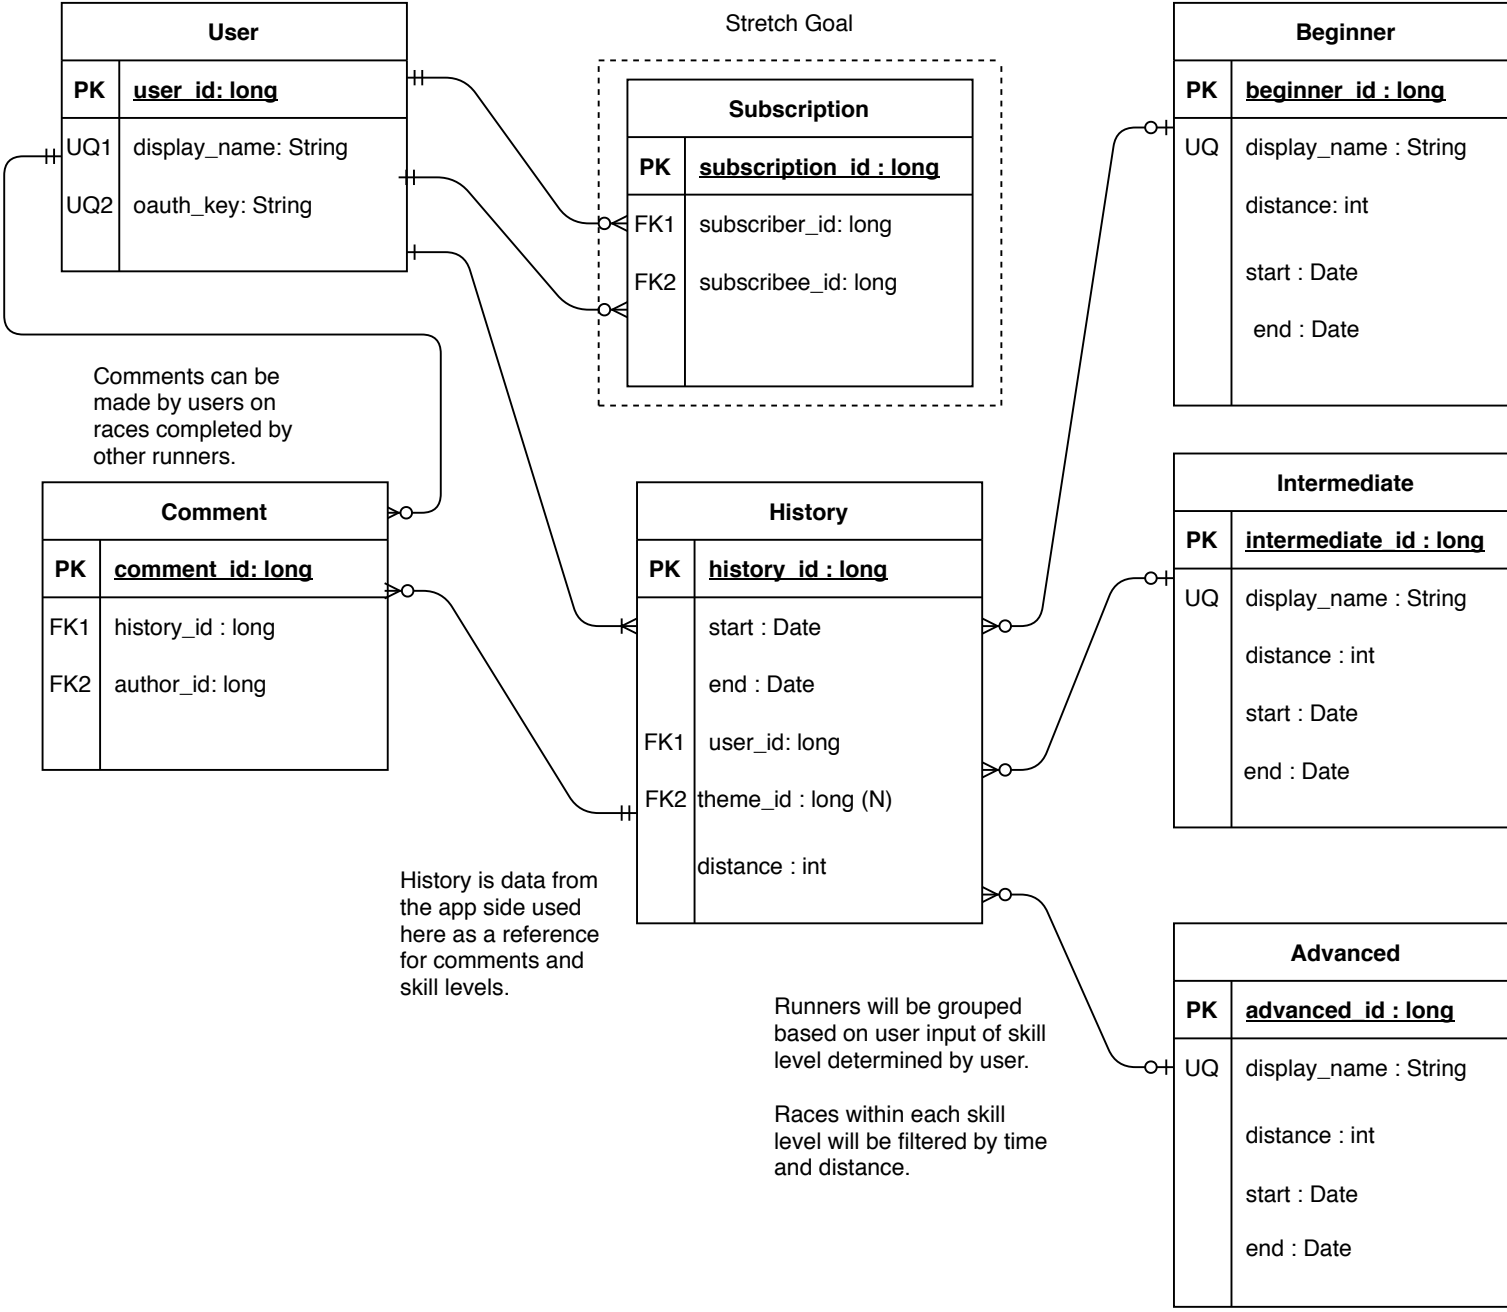 User
PK user_id: long
UQ1 display_name: String
UQ2 oauth_key: String
Stretch Goal
Subscription
PK subscription_id : long
FK1 subscriber_id: long
FK2 subscribee_id: long
Beginner
PK beginner_id : long
UQ display_name : String
distance: int
start : Date
end : Date
Comments can be
made by users on
races completed by
other runners.
Comment
PK comment_id: long
FK1 history_id : long
FK2 author_id: long
History
PK history_id : long
start : Date
end : Date
FK1 user_id: long
FK2 theme_id : long (N)
distance : int
Intermediate
PK intermediate_id : long
UQ display_name : String
distance : int
start : Date
end : Date
History is data from
the app side used
here as a reference
for comments and
skill levels.
Runners will be grouped
based on user input of skill
level determined by user.
Races within each skill
level will be filtered by time
and distance.
Advanced
PK advanced_id : long
UQ display_name : String
distance : int
start : Date
end : Date